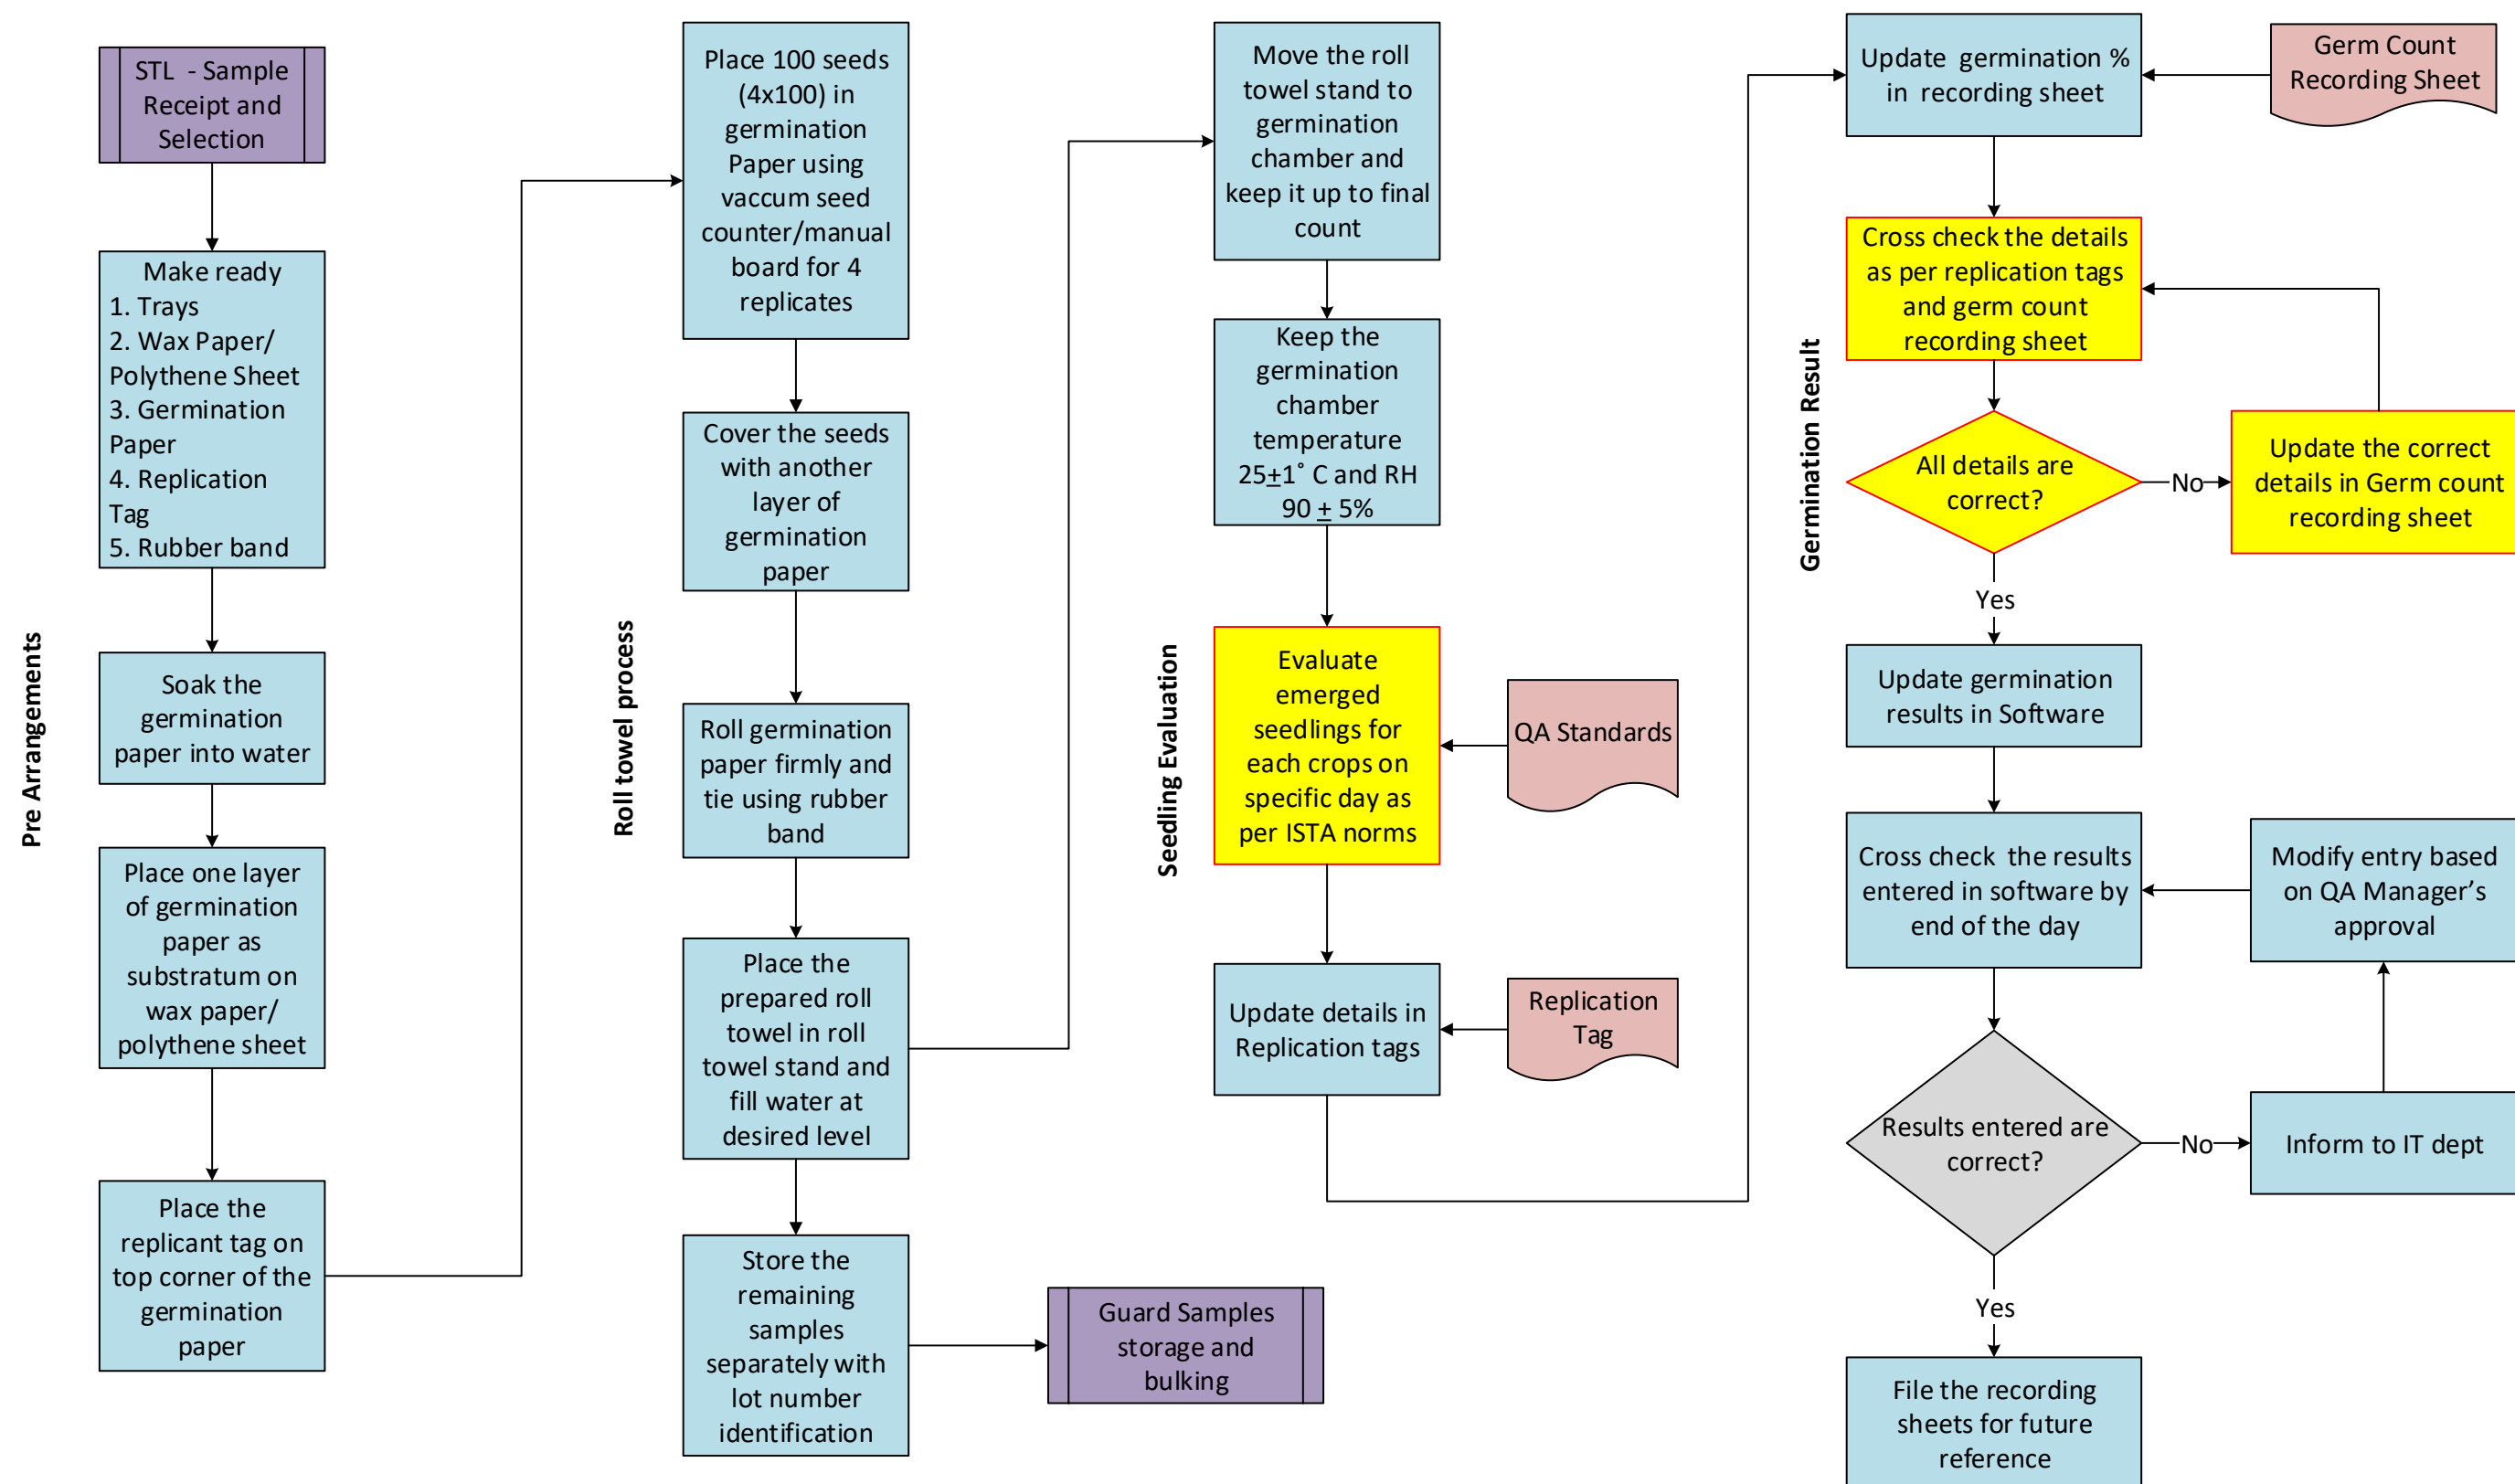 Pre Arrangements
STL - Sample
Receipt and
Selection
Make ready
1. Trays
2. Wax Paper/
Polythene Sheet
3. Germination
Paper
4. Replication
Tag
5. Rubber band
Soak the
germination
paper into water
Place one layer
of germination
paper as
substratum on
wax paper/
polythene sheet
Place the
replicant tag on
top corner of the
germination
paper
Roll towel process
Place 100 seeds
(4x100) in
germination
Paper using
vaccum seed
counter/manual
board for 4
replicates
Cover the seeds
with another
layer of
germination
paper
Roll germination
paper firmly and
tie using rubber
band
Place the
prepared roll
towel in roll
towel stand and
fill water at
desired level
Store the
remaining
samples
separately with
lot number
identification
Guard Samples
storage and
bulking
Seedling Evaluation
Move the roll
towel stand to
germination
chamber and
keep it up to final
count
Keep the
germination
chamber
temperature
25±1˚ C and RH
90 ± 5%
Evaluate
emerged
seedlings for
each crops on
specific day as
per ISTA norms
QA Standards
Update details in
Replication tags
Replication
Tag
Germination Result
Update germination %
in recording sheet
Germ Count
Recording Sheet
Cross check the details
as per replication tags
and germ count
recording sheet
All details are
correct?
No
Update the correct
details in Germ count
recording sheet
Yes
Update germination
results in Software
Cross check the results
entered in software by
end of the day
Modify entry based
on QA Manager’s
approval
Results entered are
correct?
No
Inform to IT dept
Yes
File the recording
sheets for future
reference